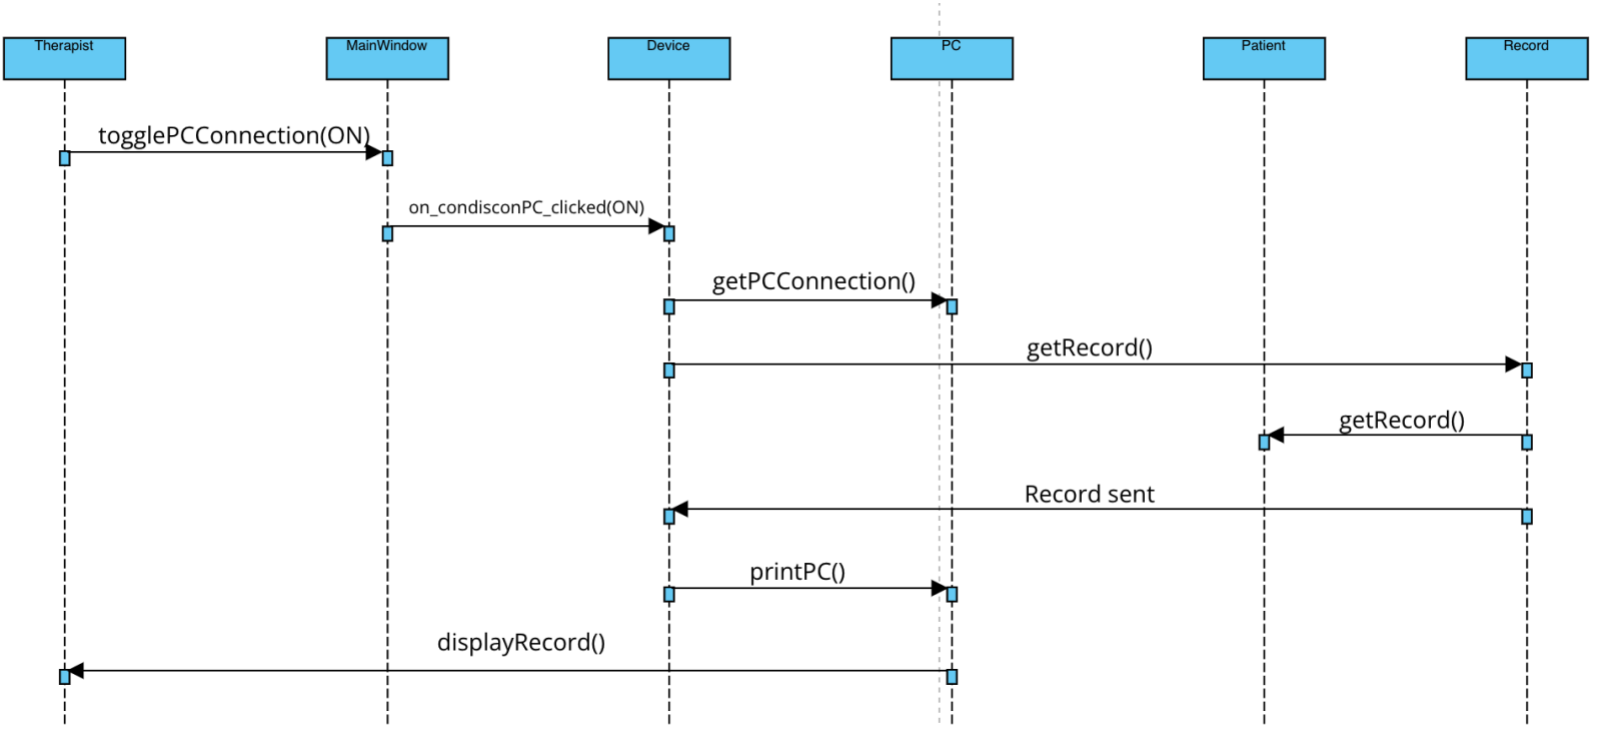 Therapist
MainWindow
Device
PC
Patient
Record
togglePCConnection(ON)
on_condisconPC_clicked(ON)
getPCConnection()
getRecord()
getRecord()
Record sent
printPC()
displayRecord()